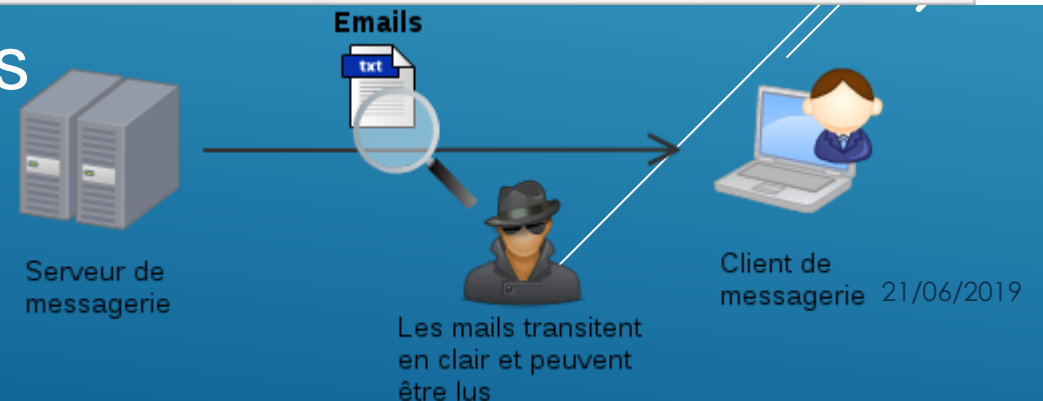 s
Emails
txt
Serveur de
messagerie
Les mails transitent
en clair et peuvent
être lus
Client de
messagerie
21/06/2019